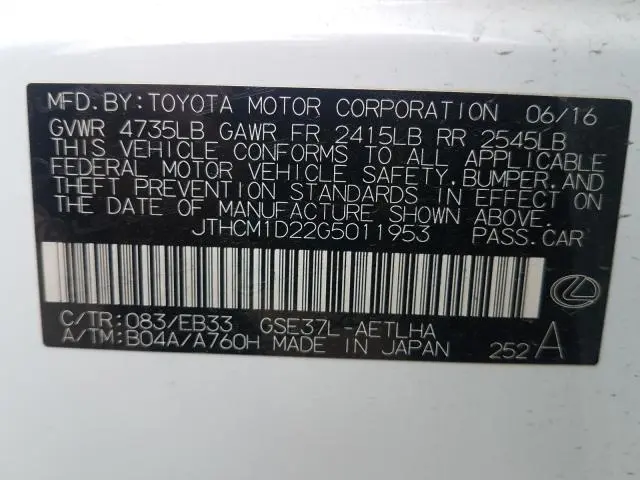 MFD.BY:TOYOTA MOTOR CORPORATION 06/16
GVWR 4735LB GAWR FR 2415LB RR 2545LB
THIS VEHICLE CONFORMS TO ALL APPLICABLE
FEDERAL MOTOR VEHICLE SAFETY,BUMPER,AND
THEFT PREVENTION STANDARDS IN EFFECT ON
THE DATE OF MANUFACTURE SHOWN ABOVE.
JTHCM1D22G5011953 PASS.CAR
C/TR:083/EB33 GSE37L-AETLHA
A/TM:B04A/A760H MADE IN JAPAN 252 A